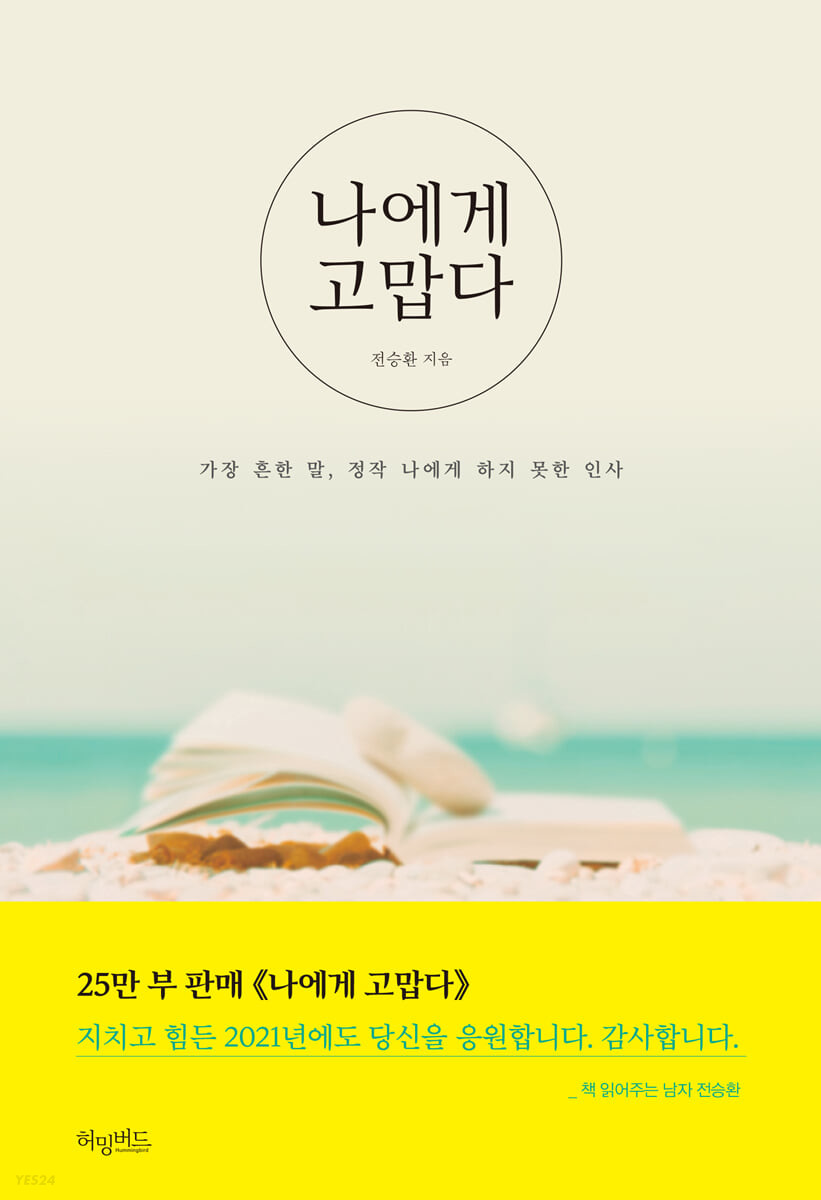 나에게
고맙다
전승환 지음
가장 흔한 말, 정작 나에게 하지 못한 인사
25만 부 판매 《나에게 고맙다》
지치고 힘든 2021년에도 당신을 응원합니다. 감사합니다.
_ 책 읽어주는 남자 전승환
허밍버드
Hummingbird
YES24